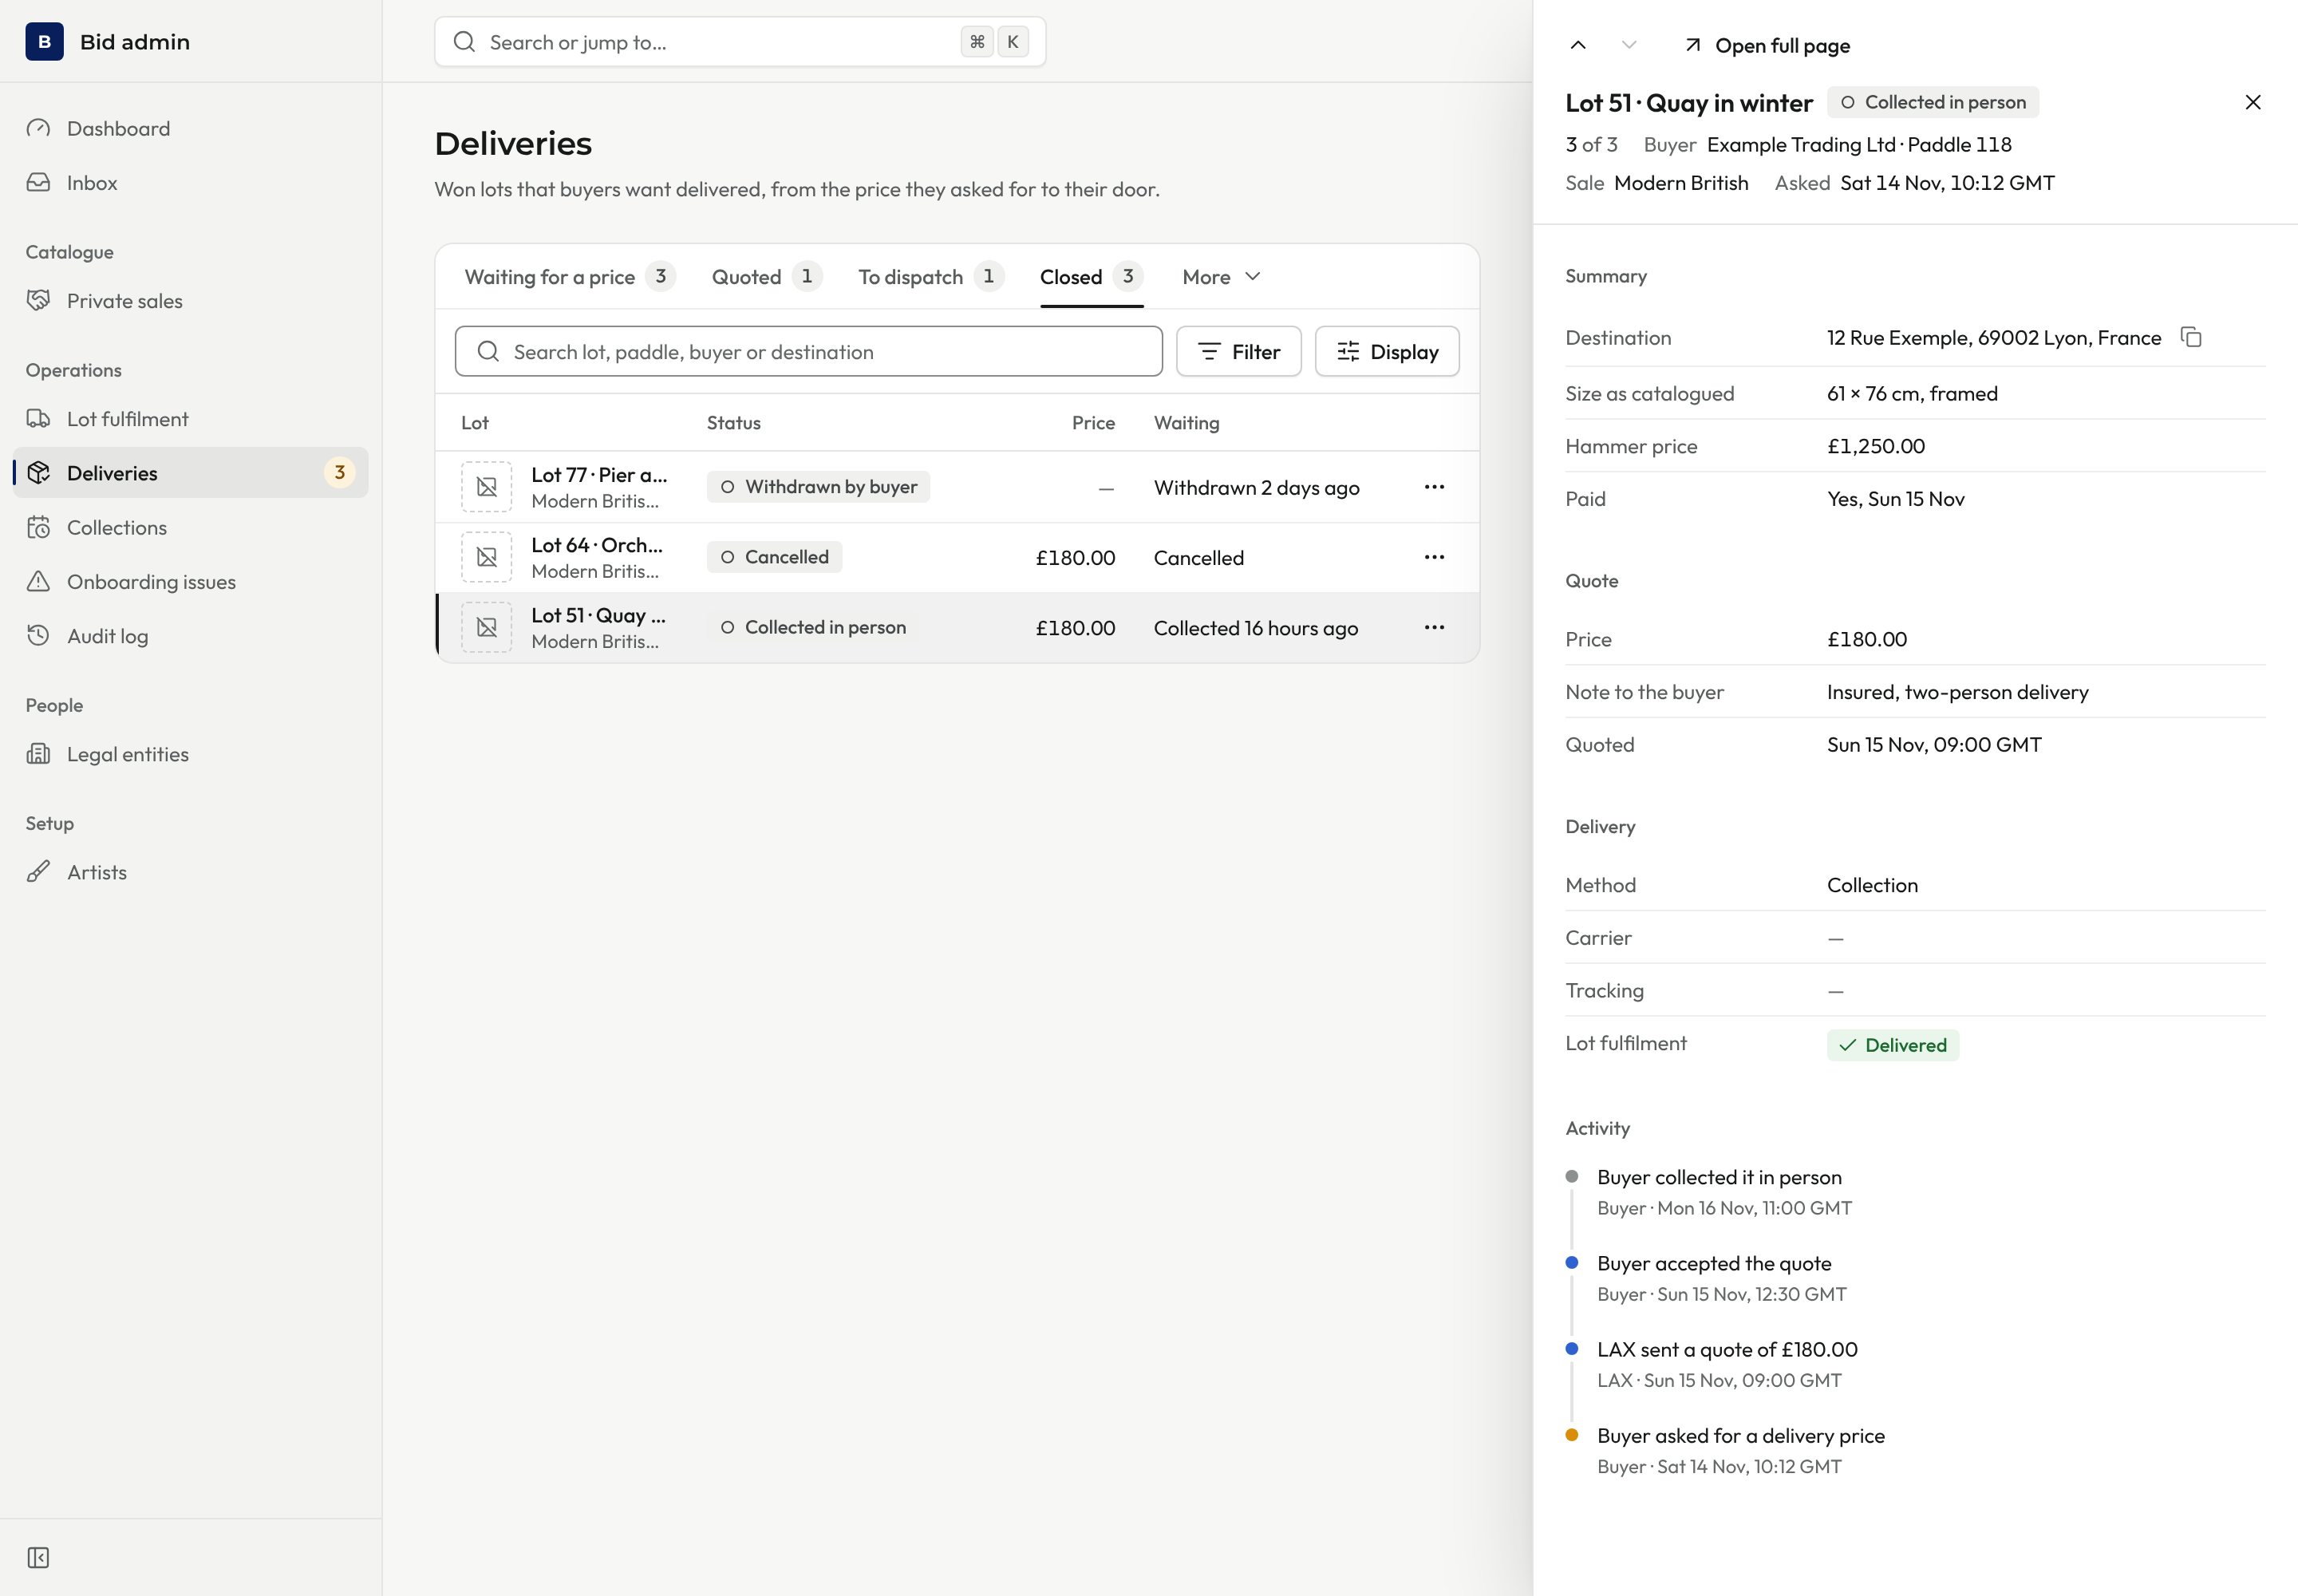 B Bid admin
Search or jump to... ⌘ K
Dashboard
Inbox
Catalogue
Private sales
Operations
Lot fulfilment
Deliveries 3
Collections
Onboarding issues
Audit log
People
Legal entities
Setup
Artists
Deliveries
Won lots that buyers want delivered, from the price they asked for to their door.
Waiting for a price 3 Quoted 1 To dispatch 1 Closed 3 More
Search lot, paddle, buyer or destination Filter Display
Lot Status Price Waiting
Lot 77 · Pier a... Withdrawn by buyer — Withdrawn 2 days ago
Modern Britis...
Lot 64 · Orch... Cancelled £180.00 Cancelled
Modern Britis...
Lot 51 · Quay ... Collected in person £180.00 Collected 16 hours ago
Modern Britis...
Open full page
Lot 51 · Quay in winter Collected in person
3 of 3 Buyer Example Trading Ltd · Paddle 118
Sale Modern British Asked Sat 14 Nov, 10:12 GMT
Summary
Destination 12 Rue Exemple, 69002 Lyon, France
Size as catalogued 61 × 76 cm, framed
Hammer price £1,250.00
Paid Yes, Sun 15 Nov
Quote
Price £180.00
Note to the buyer Insured, two-person delivery
Quoted Sun 15 Nov, 09:00 GMT
Delivery
Method Collection
Carrier —
Tracking —
Lot fulfilment Delivered
Activity
Buyer collected it in person
Buyer · Mon 16 Nov, 11:00 GMT
Buyer accepted the quote
Buyer · Sun 15 Nov, 12:30 GMT
LAX sent a quote of £180.00
LAX · Sun 15 Nov, 09:00 GMT
Buyer asked for a delivery price
Buyer · Sat 14 Nov, 10:12 GMT